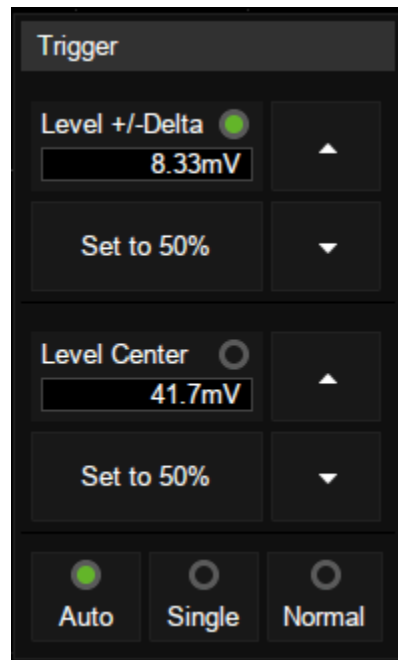 Trigger
Level +/-Delta
8.33mV
Set to 50%
Level Center
41.7mV
Set to 50%
Auto Single Normal